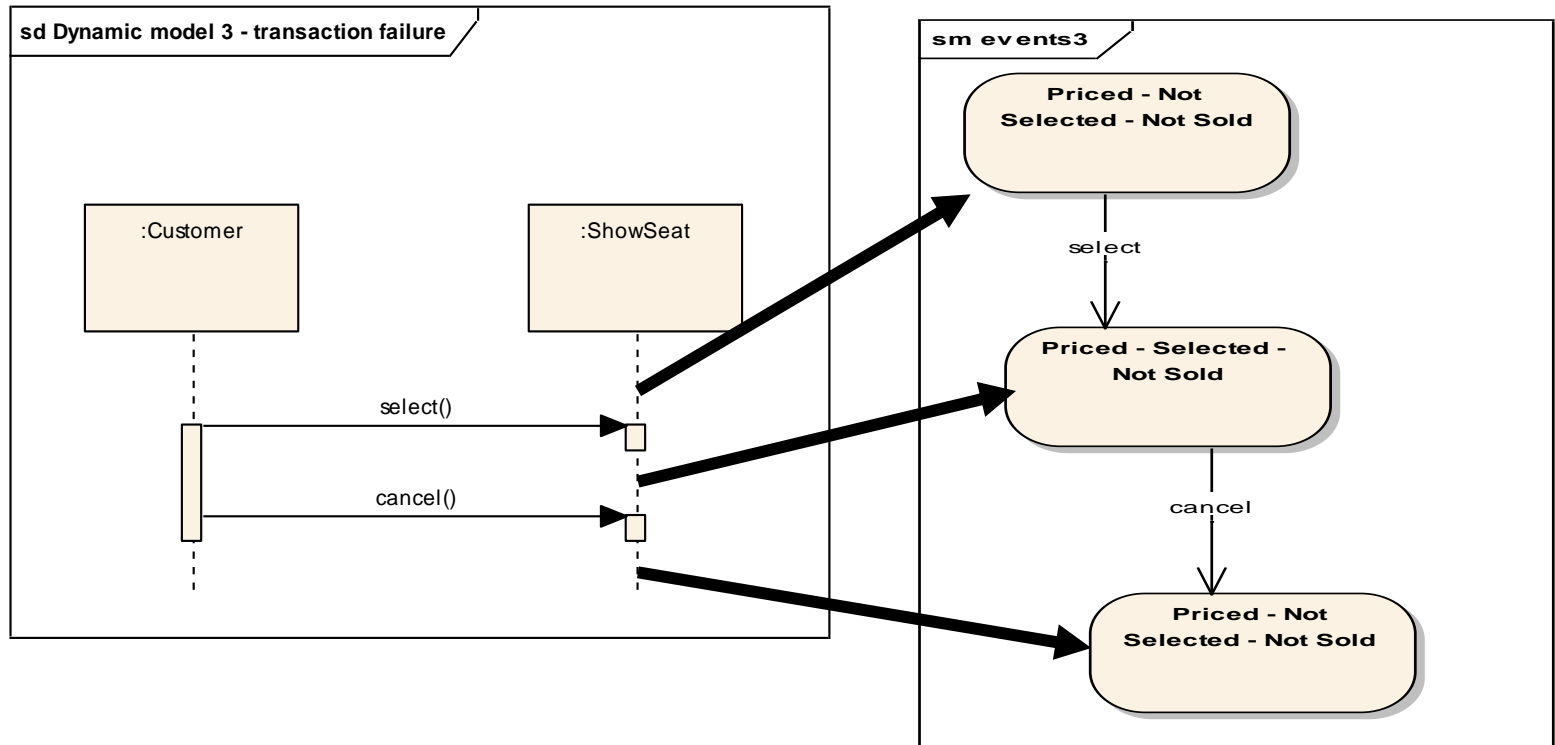 sd Dynamic model 3 - transaction failure
:Customer
:ShowSeat
select()
cancel()
sm events3
Priced - Not
Selected - Not Sold
select
Priced - Selected -
Not Sold
cancel
Priced - Not
Selected - Not Sold